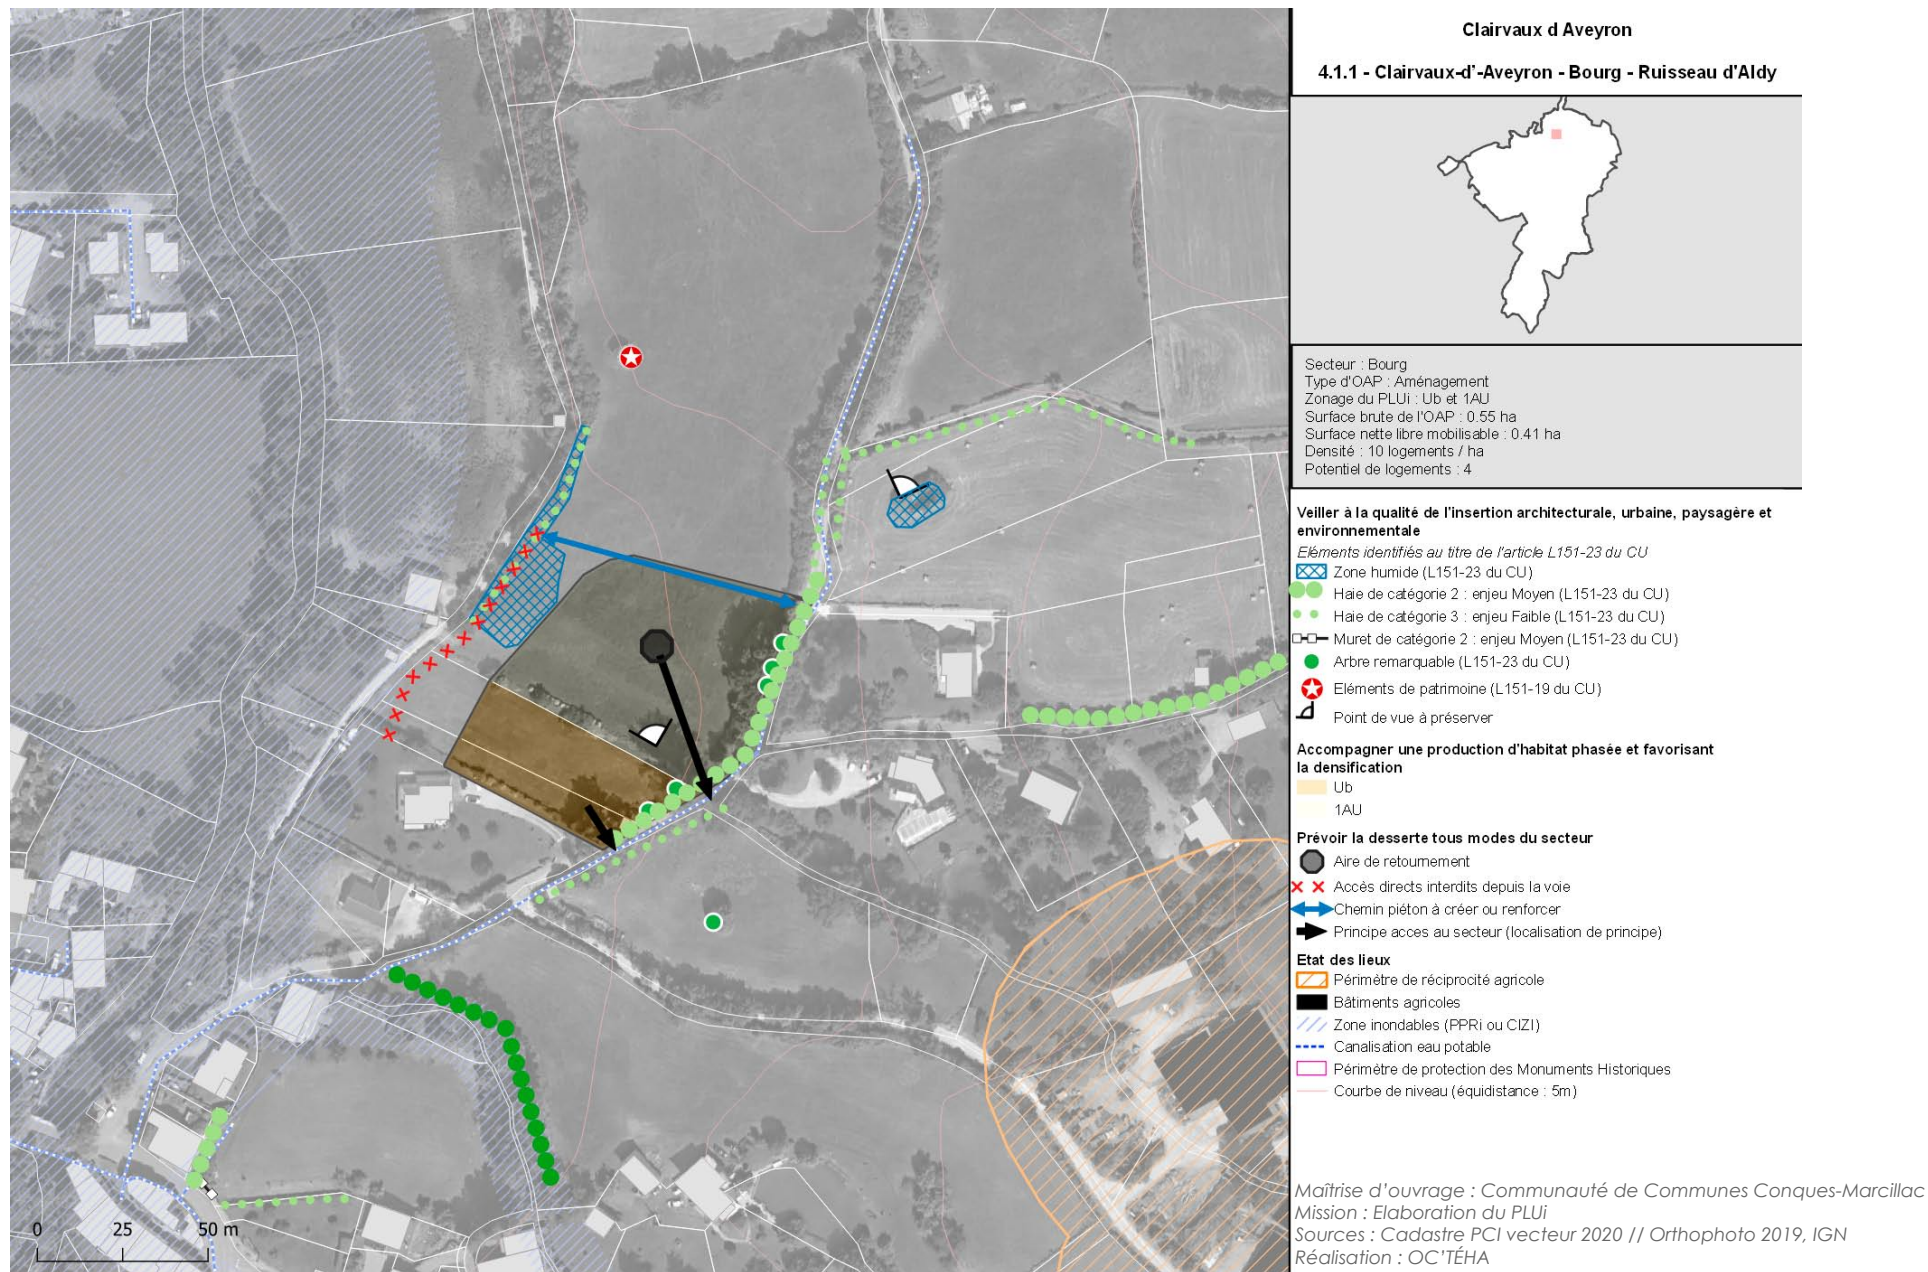 Clairvaux d Aveyron
4.1.1 - Clairvaux-d'-Aveyron - Bourg - Ruisseau d'Aldy
Secteur : Bourg
Type d'OAP : Aménagement
Zonage du PLUi : Ub et 1AU
Surface brute de l'OAP : 0.55 ha
Surface nette libre mobilisable : 0.41 ha
Densité : 10 logements / ha
Potentiel de logements : 4
Veiller à la qualité de l'insertion architecturale, urbaine, paysagère et
environnementale
Eléments identifiés au titre de l'article L151-23 du CU
Zone humide (L151-23 du CU)
Haie de catégorie 2 : enjeu Moyen (L151-23 du CU)
Haie de catégorie 3 : enjeu Faible (L151-23 du CU)
Muret de catégorie 2 : enjeu Moyen (L151-23 du CU)
Arbre remarquable (L151-23 du CU)
Eléments de patrimoine (L151-19 du CU)
Point de vue à préserver
Accompagner une production d'habitat phasée et favorisant
la densification
Ub
1AU
Prévoir la desserte tous modes du secteur
Aire de retournement
Accès directs interdits depuis la voie
Chemin piéton à créer ou renforcer
Principe acces au secteur (localisation de principe)
Etat des lieux
Périmètre de réciprocité agricole
Bâtiments agricoles
Zone inondables (PPRi ou CIZI)
Canalisation eau potable
Périmètre de protection des Monuments Historiques
Courbe de niveau (équidistance : 5m)
Maîtrise d'ouvrage : Communauté de Communes Conques-Marcillac
Mission : Elaboration du PLUi
Sources : Cadastre PCI vecteur 2020 // Orthophoto 2019, IGN
Réalisation : OC'TÉHA
0 25 50 m